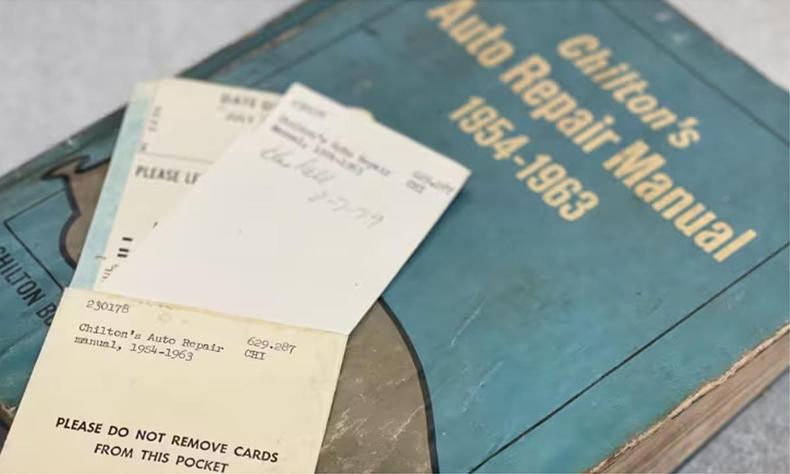 Chilton's
Auto Repair Manual
1954-1963
CHILTON BO
DATE D
JULY
PLEASE LE
Chilton's Auto Repair
Manual, 1954-1963
629.287
CHI
230178
Chilton's Auto Repair
manual, 1954-1963
629.287
CHI
PLEASE DO NOT REMOVE CARDS
FROM THIS POCKET